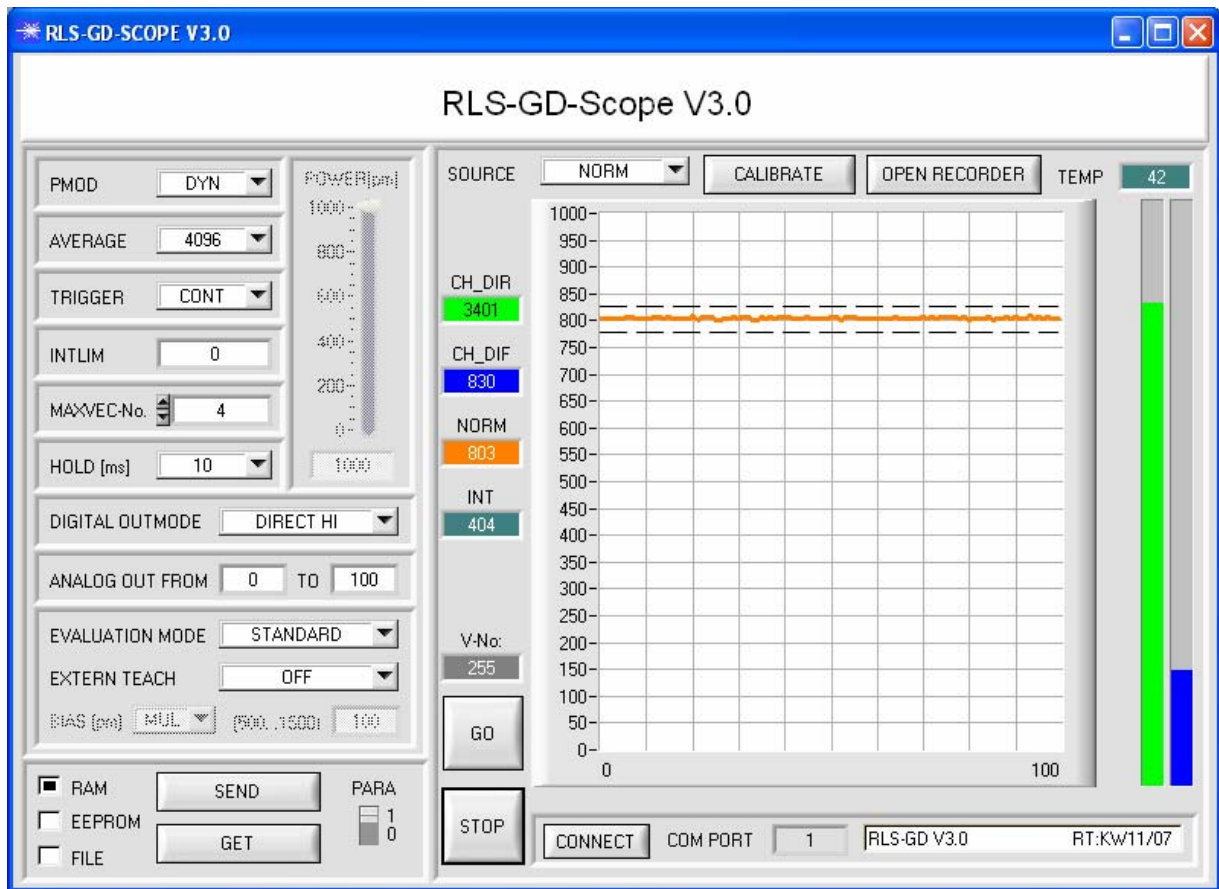 RLS-GD-SCOPE V3.0
RLS-GD-Scope V3.0
PMOD DYN
AVERAGE 4096
TRIGGER CONT
INTLIM 0
MAXVEC-No. 4
HOLD [ms] 10
POWER[pm]
1000
800
600
400
200
0
1000
DIGITAL OUTMODE DIRECT HI
ANALOG OUT FROM 0 TO 100
EVALUATION MODE STANDARD
EXTERN TEACH OFF
BIAS [pm] MUL (500..1500) 100
RAM
EEPROM
FILE
SEND
GET
PARA
1
0
SOURCE NORM CALIBRATE OPEN RECORDER TEMP 42
CH_DIR
3401
CH_DIF
830
NORM
803
INT
404
V-No:
255
GO
STOP
1000
950
900
850
800
750
700
650
600
550
500
450
400
350
300
250
200
150
100
50
0
0 100
CONNECT COM PORT 1 RLS-GD V3.0 RT:KW11/07